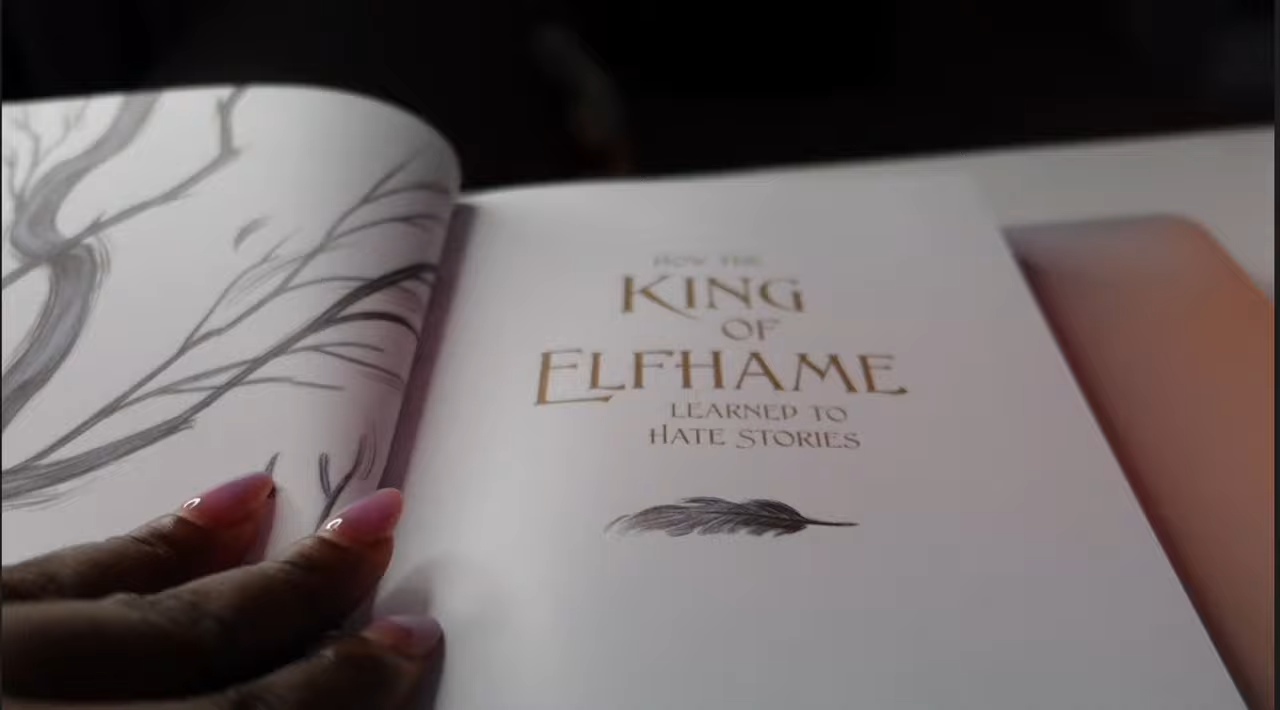 HOW THE
KING
OF
ELFHAME
LEARNED TO
HATE STORIES